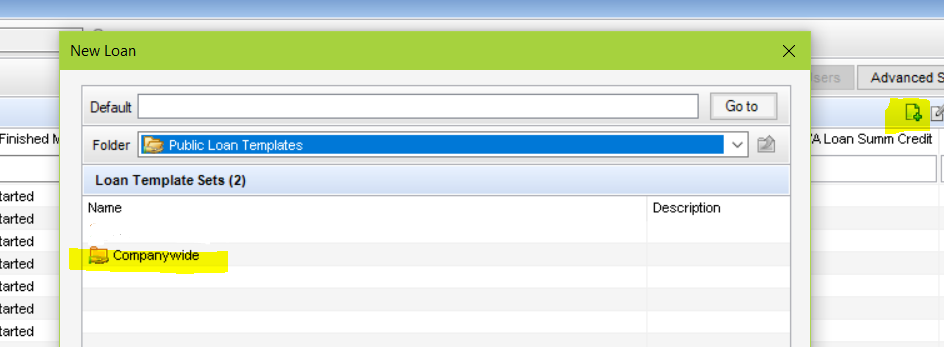 New Loan
Default
Go to
sers
Advanced S
Folder
Public Loan Templates
Finished M
A Loan Summ Credit
Loan Template Sets (2)
Name
Description
tarted
tarted
tarted
Companywide
tarted
tarted
tarted
tarted